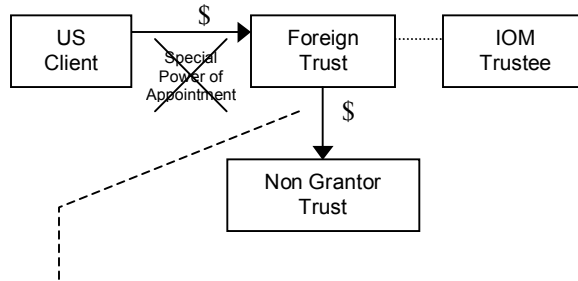 $
US
Client
Special
Power of
Appointment
Foreign
Trust
IOM
Trustee
$
Non Grantor
Trust